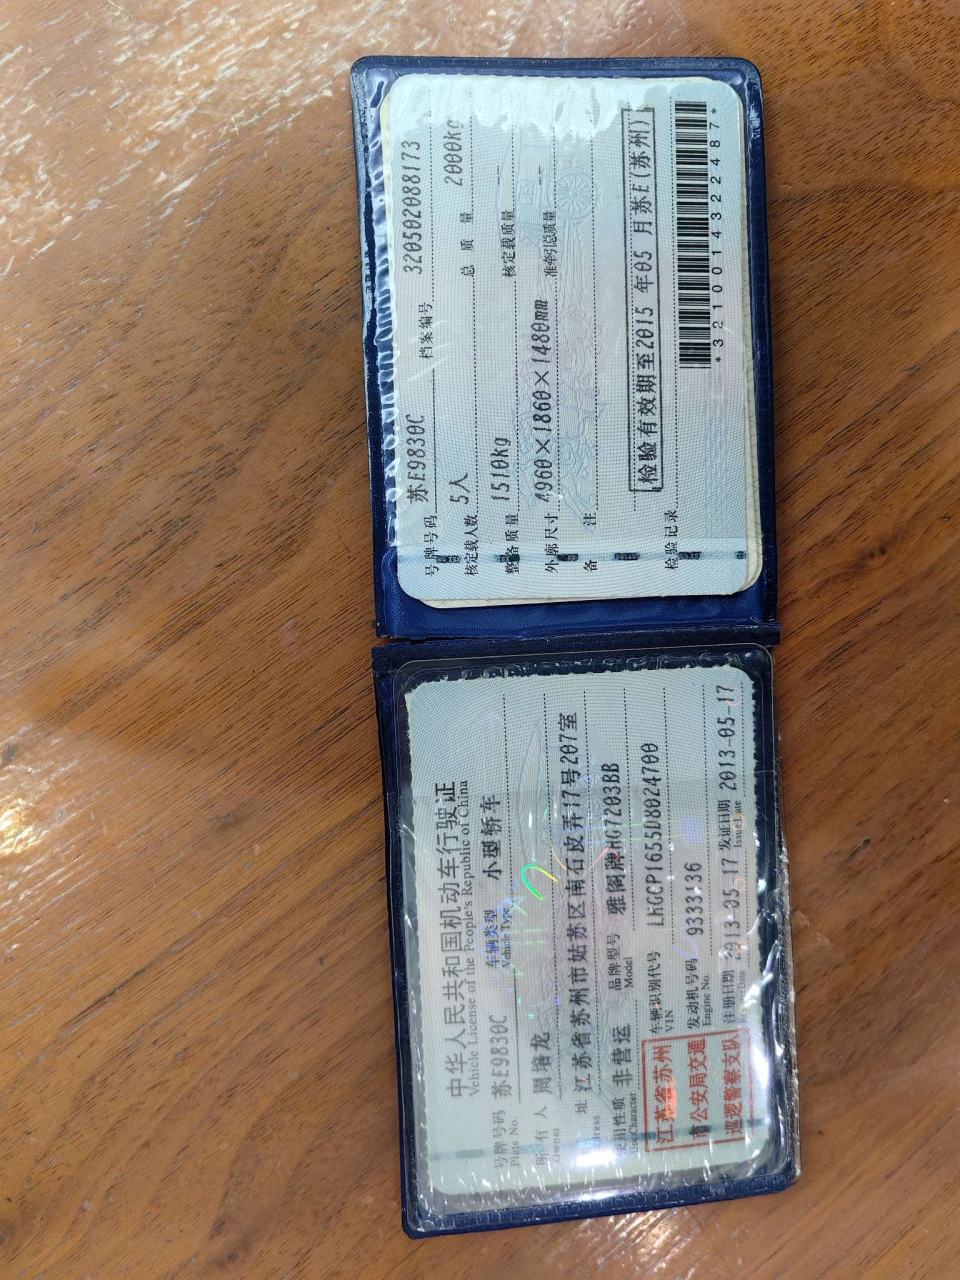 中华人民共和国机动车行驶证
Vehicle License of the People's Republic of China
号牌号码 苏E9830C 车辆类型 小型轿车
Plate No. Vehicle Type
所有人 周培龙
Owner
址 江苏省苏州市姑苏区南石皮弄17号207室
使用性质 非营运 品牌型号 雅阁牌HG7203BB
Use Character Model
江苏省苏州
市公安局交通
巡逻警察支队
车辆识别代号 LHGCP1655D8024700
VIN
发动机号码 9333136
Engine No.
注册日期 2013-05-17 发证日期 2013-05-17
Issue Date
号牌号码 苏E9830C 档案编号 320502088173
核定载人数 5人 总质量 2000kg
整备质量 1510kg 核定载质量 --
外廓尺寸 4960×1860×1480mm 准牵引总质量 --
备注
检验有效期至2015 年05 月苏E(苏州)
检验记录
*3210014322487*